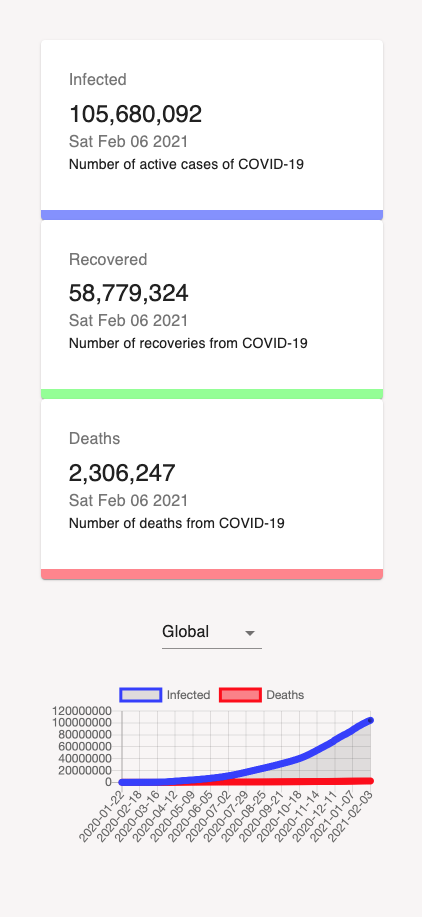 Infected
105,680,092
Sat Feb 06 2021
Number of active cases of COVID-19
Recovered
58,779,324
Sat Feb 06 2021
Number of recoveries from COVID-19
Deaths
2,306,247
Sat Feb 06 2021
Number of deaths from COVID-19
Global
Infected Deaths
120000000
100000000
80000000
60000000
40000000
20000000
0
2020-01-22
2020-02-18
2020-03-16
2020-04-12
2020-05-09
2020-06-05
2020-07-02
2020-07-29
2020-08-25
2020-09-21
2020-10-18
2020-11-14
2020-12-11
2021-01-07
2021-02-03